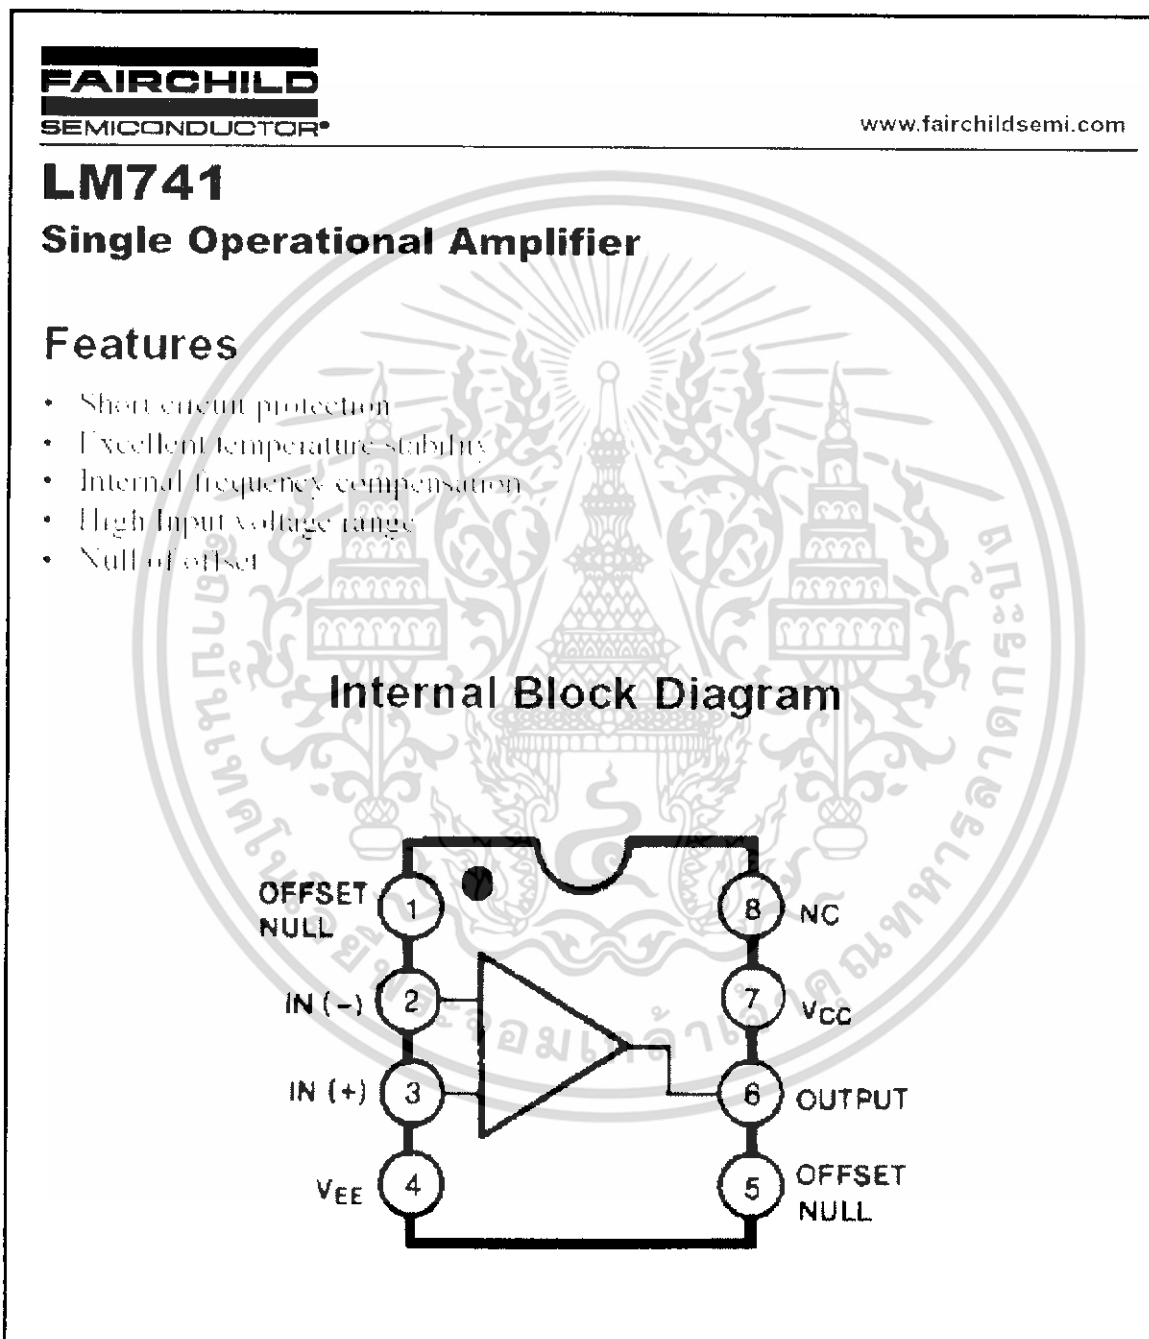 FAIRCHILD
SEMICONDUCTOR®
www.fairchildsemi.com
LM741
Single Operational Amplifier
Features
• Short circuit protection
• Excellent temperature stability
• Internal frequency compensation
• High Input voltage range
• Null of offset
Internal Block Diagram
OFFSET
NULL
1
8
NC
IN (-)
2
7
VCC
IN (+)
3
6
OUTPUT
VEE
4
5
OFFSET
NULL